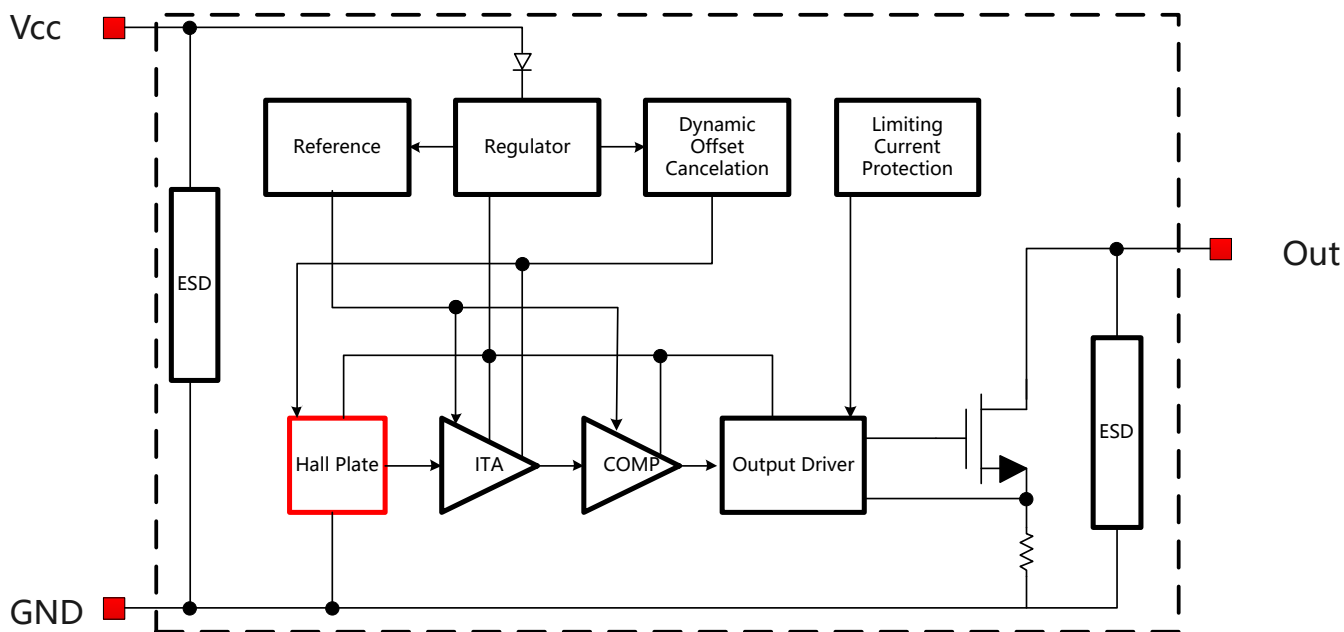 Vcc
Reference
Regulator
Dynamic
Offset
Cancelation
Limiting
Current
Protection
ESD
Out
Hall Plate
ITA
COMP
Output Driver
ESD
GND